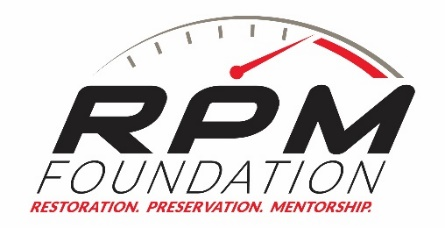 RPM
FOUNDATION
RESTORATION. PRESERVATION. MENTORSHIP.